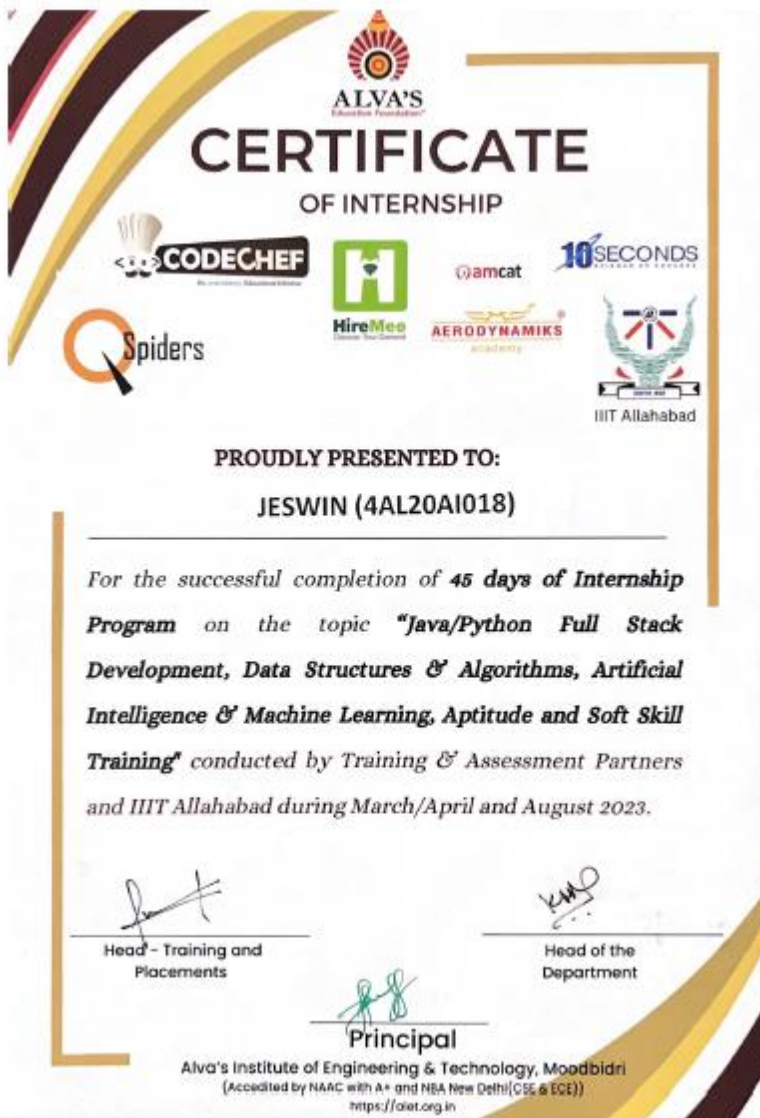 ALVA'S
Education Foundation®
CERTIFICATE
OF INTERNSHIP
CODECHEF
HireMee
amcat
10SECONDS
QSpiders
AERODYNAMIKS®
academy
IIIT Allahabad
PROUDLY PRESENTED TO:
JESWIN (4AL20AI018)
For the successful completion of 45 days of Internship
Program on the topic "Java/Python Full Stack
Development, Data Structures & Algorithms, Artificial
Intelligence & Machine Learning, Aptitude and Soft Skill
Training" conducted by Training & Assessment Partners
and IIIT Allahabad during March/April and August 2023.
Head - Training and
Placements
Head of the
Department
Principal
Alva's Institute of Engineering & Technology, Moodbidri
(Accedited by NAAC with A+ and NBA New Delhi(CSE & ECE))
https://aiet.org.in